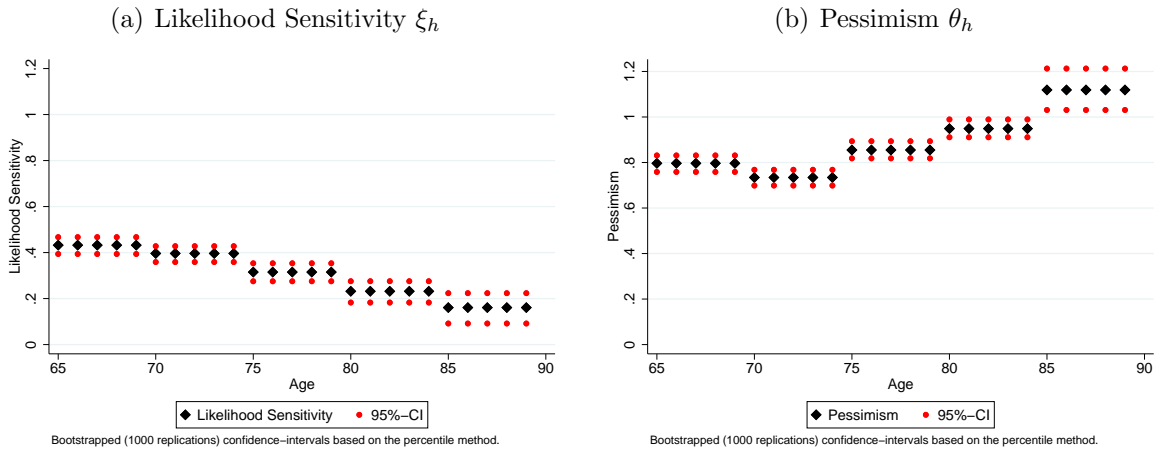 (a) Likelihood Sensitivity ξh
Likelihood Sensitivity
1.2
1
.8
.6
.4
.2
0
65 70 75 80 85 90
Age
Likelihood Sensitivity 95%−CI
Bootstrapped (1000 replications) confidence−intervals based on the percentile method.
(b) Pessimism θh
Pessimism
1.2
1
.8
.6
.4
.2
0
65 70 75 80 85 90
Age
Pessimism 95%−CI
Bootstrapped (1000 replications) confidence−intervals based on the percentile method.